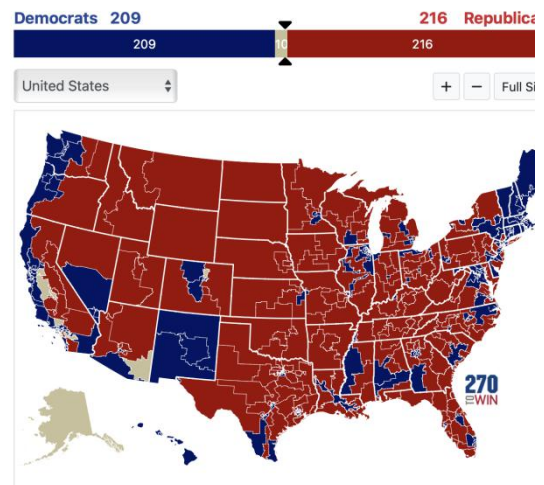 Democrats 209 216 Republica
209 10 216
United States + − Full Si
270
TO WIN